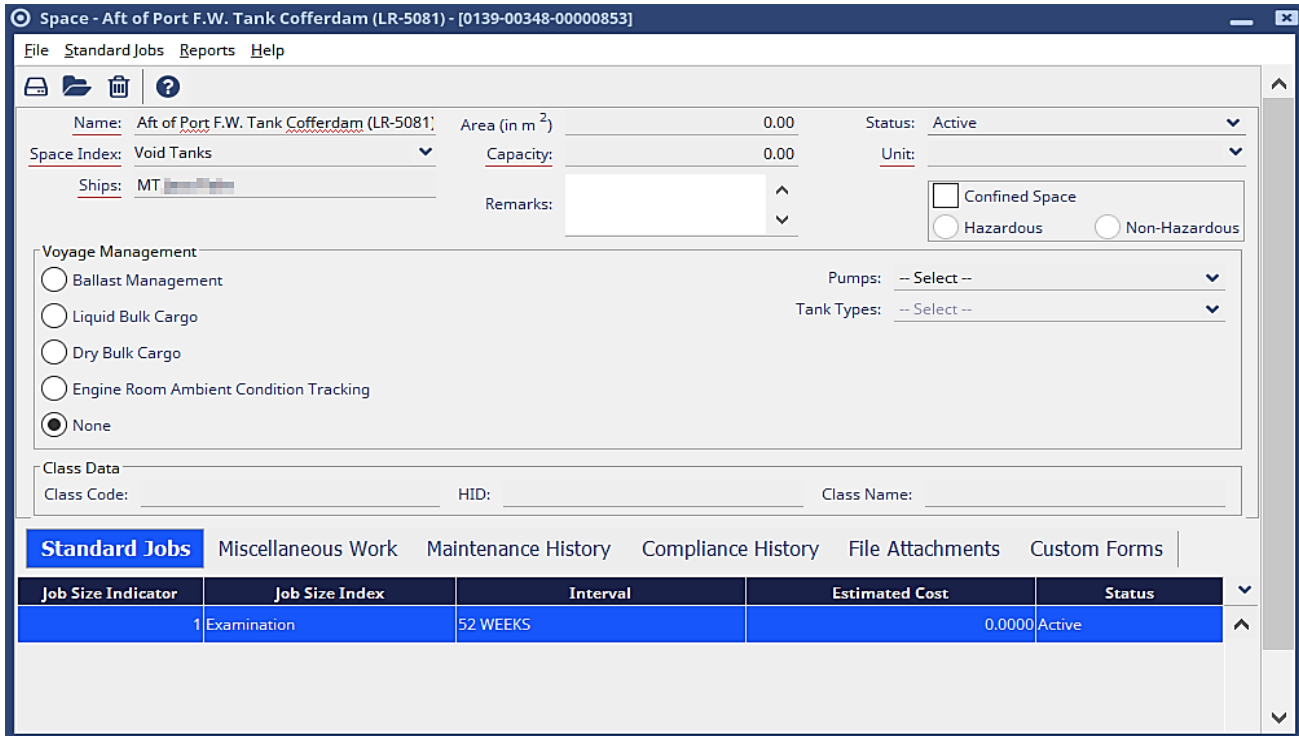 Space - Aft of Port F.W. Tank Cofferdam (LR-5081) - [0139-00348-00000853]
File Standard Jobs Reports Help
Name: Aft of Port F.W. Tank Cofferdam (LR-5081) Area (in m 2) 0.00 Status: Active
Space Index: Void Tanks Capacity: 0.00 Unit:
Ships: MT
Remarks:
Confined Space
Hazardous Non-Hazardous
Voyage Management
Ballast Management
Liquid Bulk Cargo
Dry Bulk Cargo
Engine Room Ambient Condition Tracking
None
Pumps: -- Select --
Tank Types: -- Select --
Class Data
Class Code: HID: Class Name:
Standard Jobs Miscellaneous Work Maintenance History Compliance History File Attachments Custom Forms
Job Size Indicator Job Size Index Interval Estimated Cost Status
1 Examination 52 WEEKS 0.0000 Active